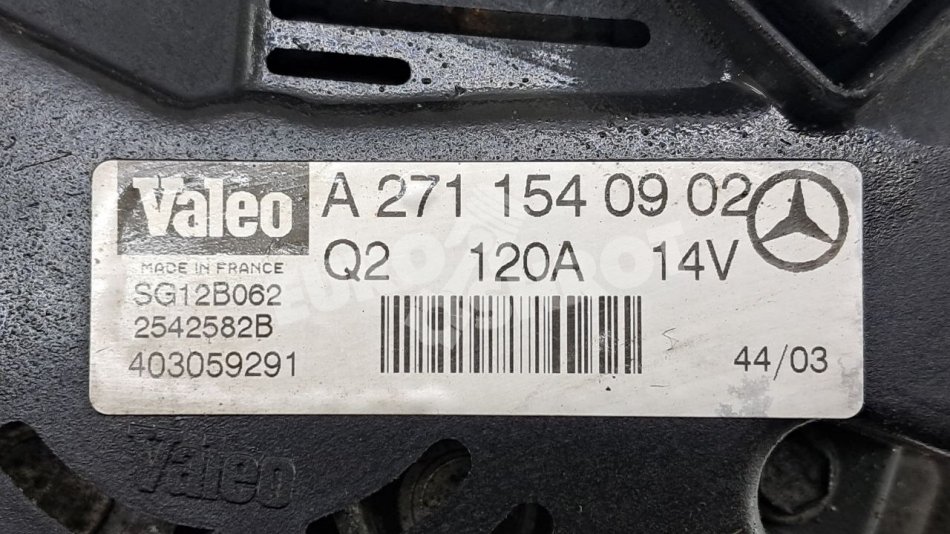 Valeo
MADE IN FRANCE
SG12B062
2542582B
403059291
A 271 154 09 02
Q2 120A 14V
44/03
Valeo